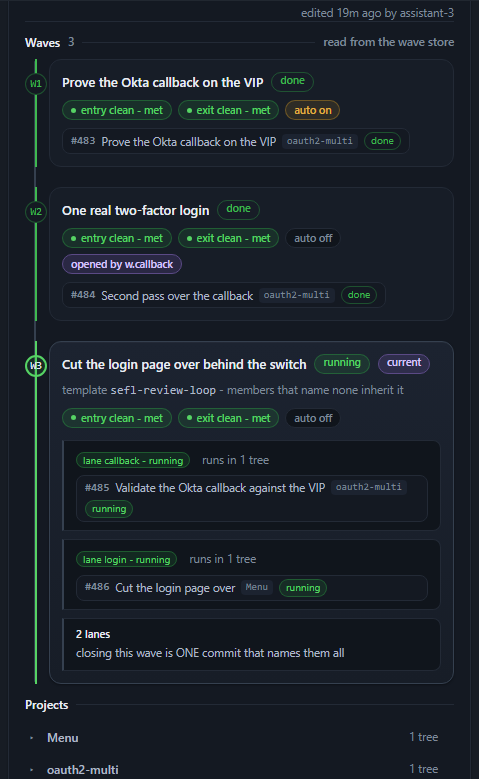 edited 19m ago by assistant-3
Waves 3 read from the wave store
W1 Prove the Okta callback on the VIP done
• entry clean - met • exit clean - met auto on
#483 Prove the Okta callback on the VIP oauth2-multi done
W2 One real two-factor login done
• entry clean - met • exit clean - met auto off
opened by w.callback
#484 Second pass over the callback oauth2-multi done
W3 Cut the login page over behind the switch running current
template sefl-review-loop - members that name none inherit it
• entry clean - met • exit clean - met auto off
lane callback - running runs in 1 tree
#485 Validate the Okta callback against the VIP oauth2-multi
running
lane login - running runs in 1 tree
#486 Cut the login page over Menu running
2 lanes
closing this wave is ONE commit that names them all
Projects
• Menu 1 tree
• oauth2-multi 1 tree